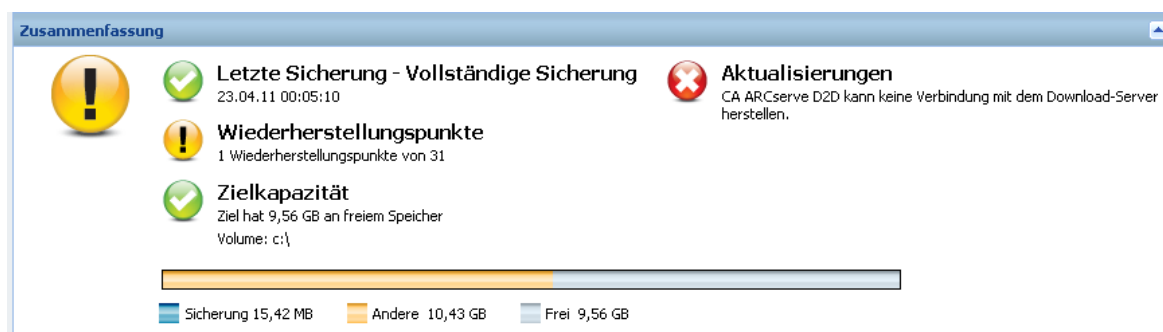 Zusammenfassung
Letzte Sicherung - Vollständige Sicherung
23.04.11 00:05:10
Wiederherstellungspunkte
1 Wiederherstellungspunkte von 31
Zielkapazität
Ziel hat 9,56 GB an freiem Speicher
Volume: c:\
Aktualisierungen
CA ARCserve D2D kann keine Verbindung mit dem Download-Server
herstellen.
Sicherung 15,42 MB
Andere 10,43 GB
Frei 9,56 GB